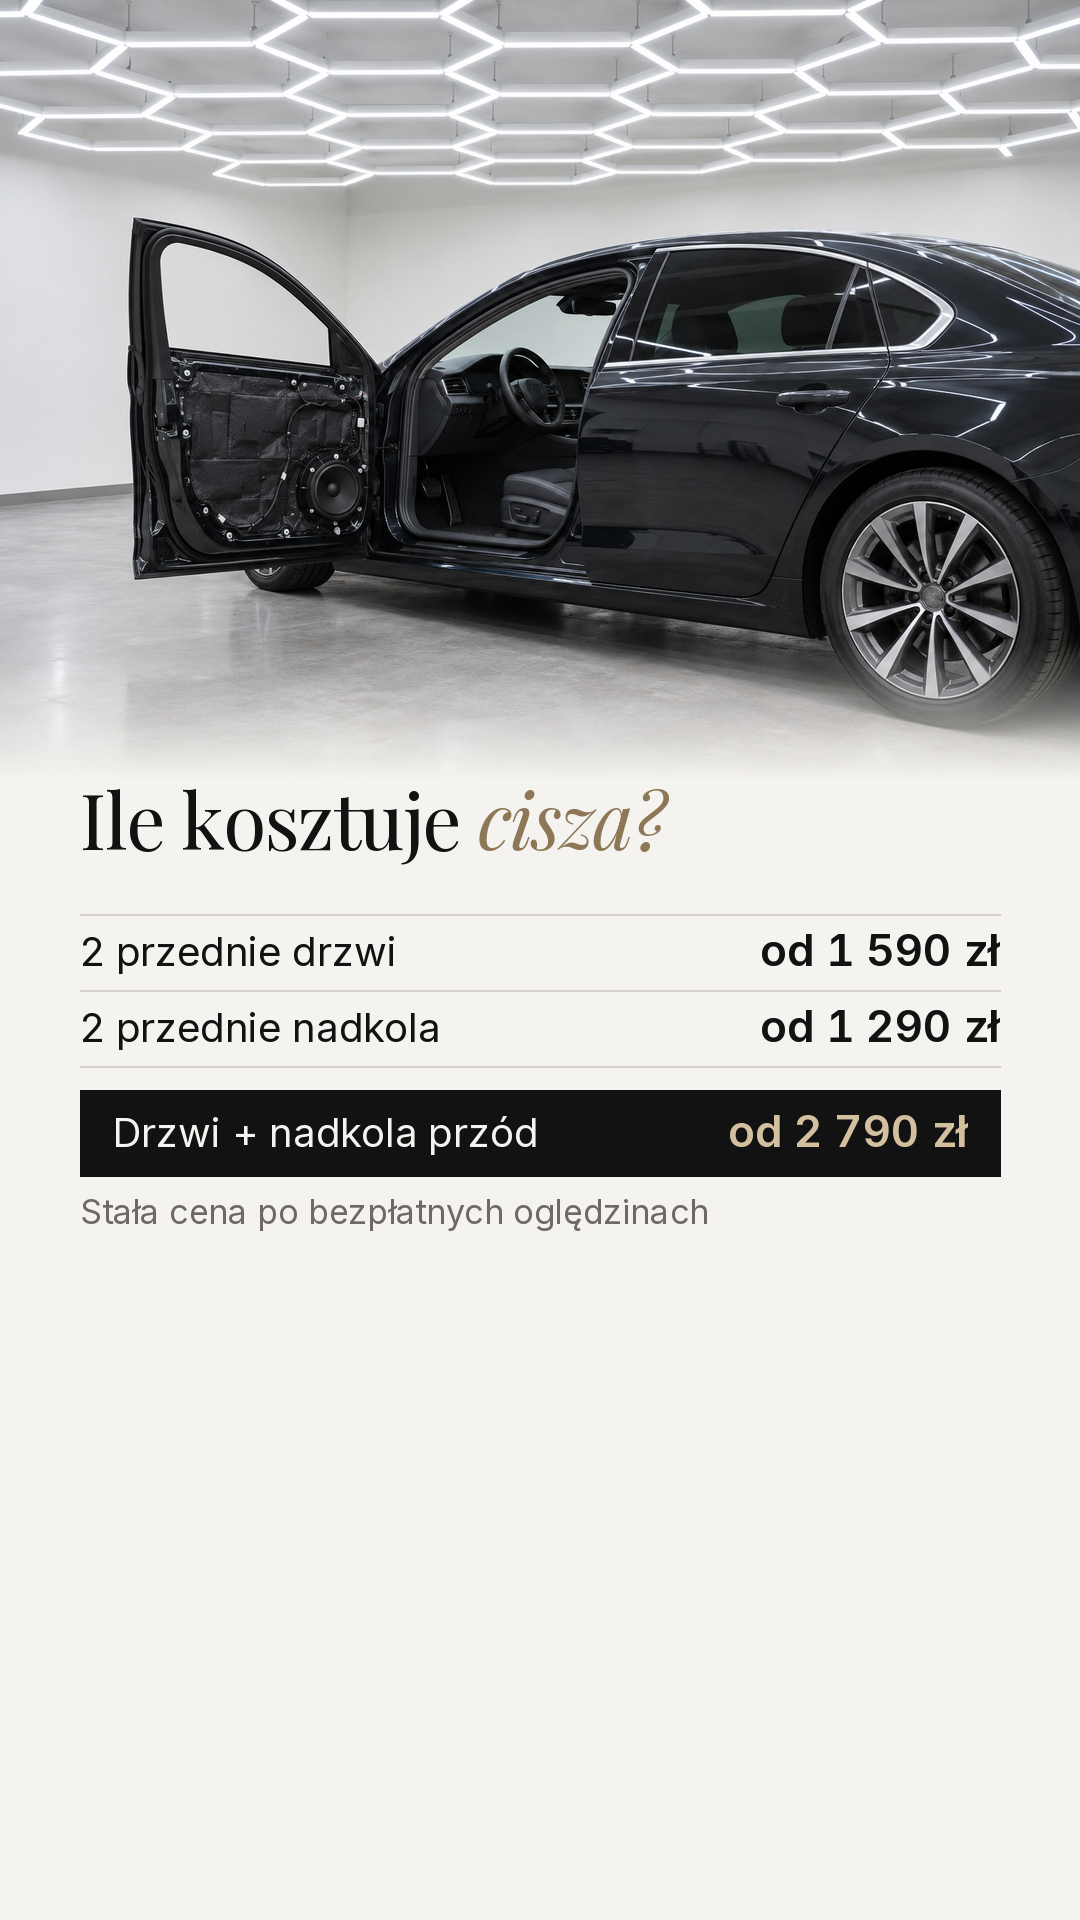 Ile kosztuje cisza?
2 przednie drzwi od 1 590 zł
2 przednie nadkola od 1 290 zł
Drzwi + nadkola przód od 2 790 zł
Stała cena po bezpłatnych oględzinach